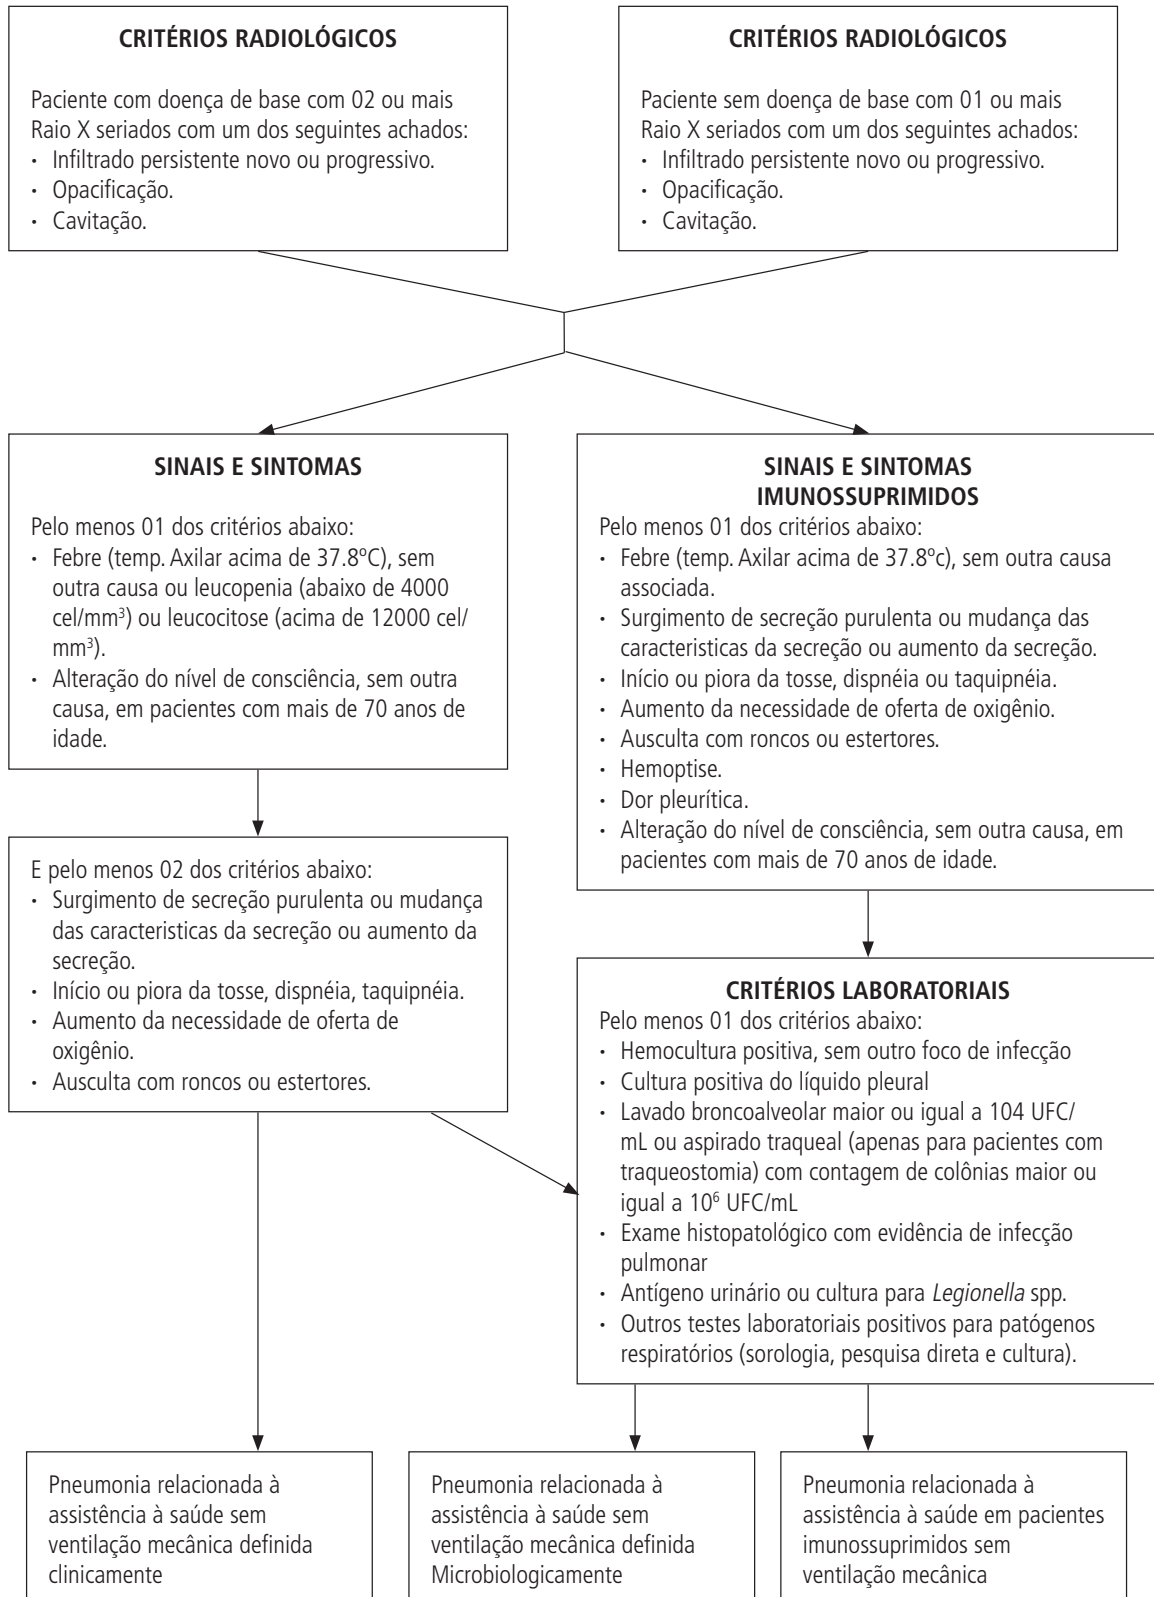 CRITÉRIOS RADIOLÓGICOS
Paciente com doença de base com 02 ou mais
Raio X seriados com um dos seguintes achados:
· Infiltrado persistente novo ou progressivo.
· Opacificação.
· Cavitação.
CRITÉRIOS RADIOLÓGICOS
Paciente sem doença de base com 01 ou mais
Raio X seriados com um dos seguintes achados:
· Infiltrado persistente novo ou progressivo.
· Opacificação.
· Cavitação.
SINAIS E SINTOMAS
Pelo menos 01 dos critérios abaixo:
· Febre (temp. Axilar acima de 37.8ºC), sem
outra causa ou leucopenia (abaixo de 4000
cel/mm³) ou leucocitose (acima de 12000 cel/
mm³).
· Alteração do nível de consciência, sem outra
causa, em pacientes com mais de 70 anos de
idade.
E pelo menos 02 dos critérios abaixo:
· Surgimento de secreção purulenta ou mudança
das caracteristicas da secreção ou aumento da
secreção.
· Início ou piora da tosse, dispnéia, taquipnéia.
· Aumento da necessidade de oferta de
oxigênio.
· Ausculta com roncos ou estertores.
SINAIS E SINTOMAS
IMUNOSSUPRIMIDOS
Pelo menos 01 dos critérios abaixo:
· Febre (temp. Axilar acima de 37.8ºc), sem outra causa
associada.
· Surgimento de secreção purulenta ou mudança das
caracteristicas da secreção ou aumento da secreção.
· Início ou piora da tosse, dispnéia ou taquipnéia.
· Aumento da necessidade de oferta de oxigênio.
· Ausculta com roncos ou estertores.
· Hemoptise.
· Dor pleurítica.
· Alteração do nível de consciência, sem outra causa, em
pacientes com mais de 70 anos de idade.
CRITÉRIOS LABORATORIAIS
Pelo menos 01 dos critérios abaixo:
· Hemocultura positiva, sem outro foco de infecção
· Cultura positiva do líquido pleural
· Lavado broncoalveolar maior ou igual a 104 UFC/
mL ou aspirado traqueal (apenas para pacientes com
traqueostomia) com contagem de colônias maior ou
igual a 10⁶ UFC/mL
· Exame histopatológico com evidência de infecção
pulmonar
· Antígeno urinário ou cultura para Legionella spp.
· Outros testes laboratoriais positivos para patógenos
respiratórios (sorologia, pesquisa direta e cultura).
Pneumonia relacionada à
assistência à saúde sem
ventilação mecânica definida
clinicamente
Pneumonia relacionada à
assistência à saúde sem
ventilação mecânica definida
Microbiologicamente
Pneumonia relacionada à
assistência à saúde em pacientes
imunossuprimidos sem
ventilação mecânica